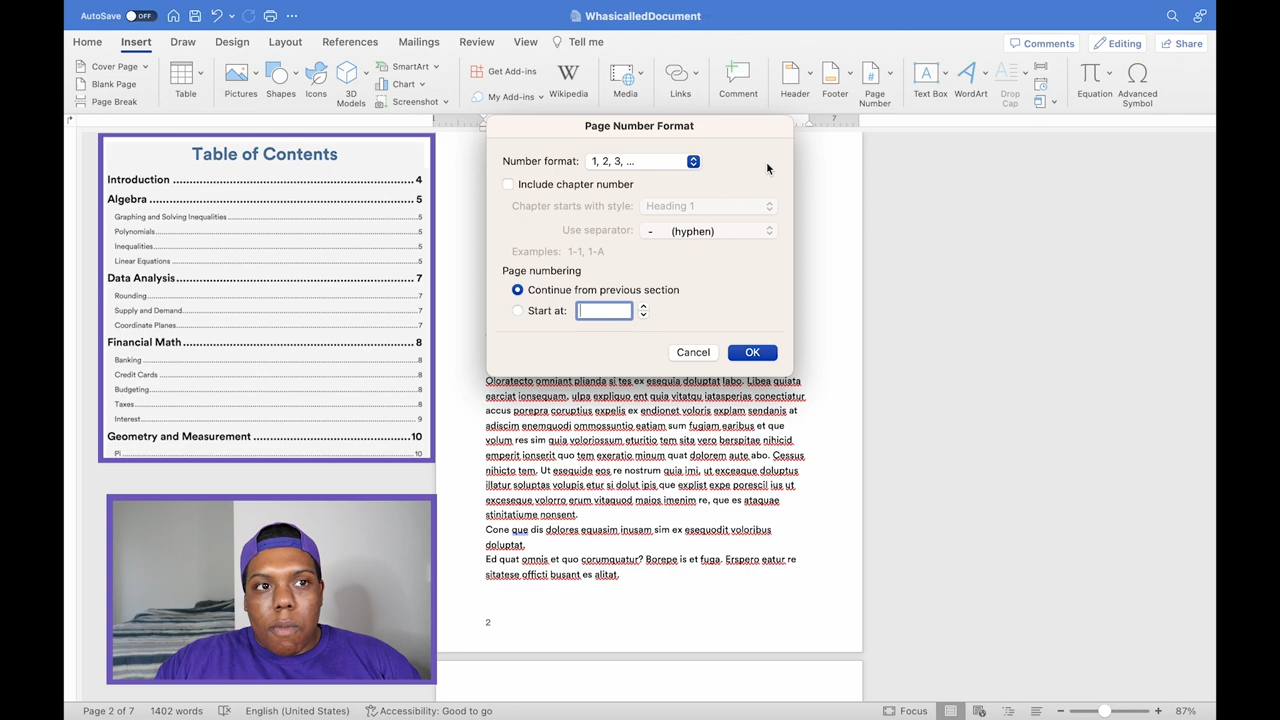 AutoSave OFF
WhasicalledDocument
Home Insert Draw Design Layout References Mailings Review View Tell me
Comments Editing Share
Cover Page
Blank Page
Page Break
Table
Pictures Shapes Icons 3D Models
SmartArt
Chart
Screenshot
Get Add-ins
My Add-ins
Wikipedia
Media
Links
Comment
Header Footer Page Number
Text Box WordArt Drop Cap
Equation Advanced Symbol
7
Table of Contents
Introduction 4
Algebra 5
Graphing and Solving Inequalities 5
Polynomials 5
Inequalities 5
Linear Equations 5
Data Analysis 7
Rounding 7
Supply and Demand 7
Coordinate Planes 7
Financial Math 8
Banking 8
Credit Cards 8
Budgeting 8
Taxes 8
Interest 9
Geometry and Measurement 10
Pi 10
Page Number Format
Number format: 1, 2, 3, ...
Include chapter number
Chapter starts with style: Heading 1
Use separator: - (hyphen)
Examples: 1-1, 1-A
Page numbering
Continue from previous section
Start at:
Cancel OK
Oloratecto omniant plianda si tes ex esequia doluptat labo. Libea quiata
earciat ionsequam, ulpa expliquo ent quia vitatqu iatasperias conectiatur
accus porepra coruptius expelis ex endionet voloris explam sendanis at
adiscim enemquodi ommossuntio eatiam sum fugiam earibus et que
volum res sim quia voloriossum eturitio tem sita vero berspitae nihicid
emperit ionserit quo tem exeratio minum quat dolorem aute abo. Cessus
nihicto tem. Ut esequide eos re nostrum quia imi, ut exceaque doluptus
illatur soluptas volupis etur si dolut ipis que explist expe porescil ius ut
exceseque volorro erum vitaquod maios imenim re, que es ataquae
stinitatiume nonsent.
Cone que dis dolores equasim inusam sim ex esequodit voloribus
doluptat.
Ed quat omnis et quo corumquatur? Borepe is et fuga. Erspero eatur re
sitatese officti busant es alitat.
2
Page 2 of 7 1402 words English (United States) Accessibility: Good to go
Focus 87%